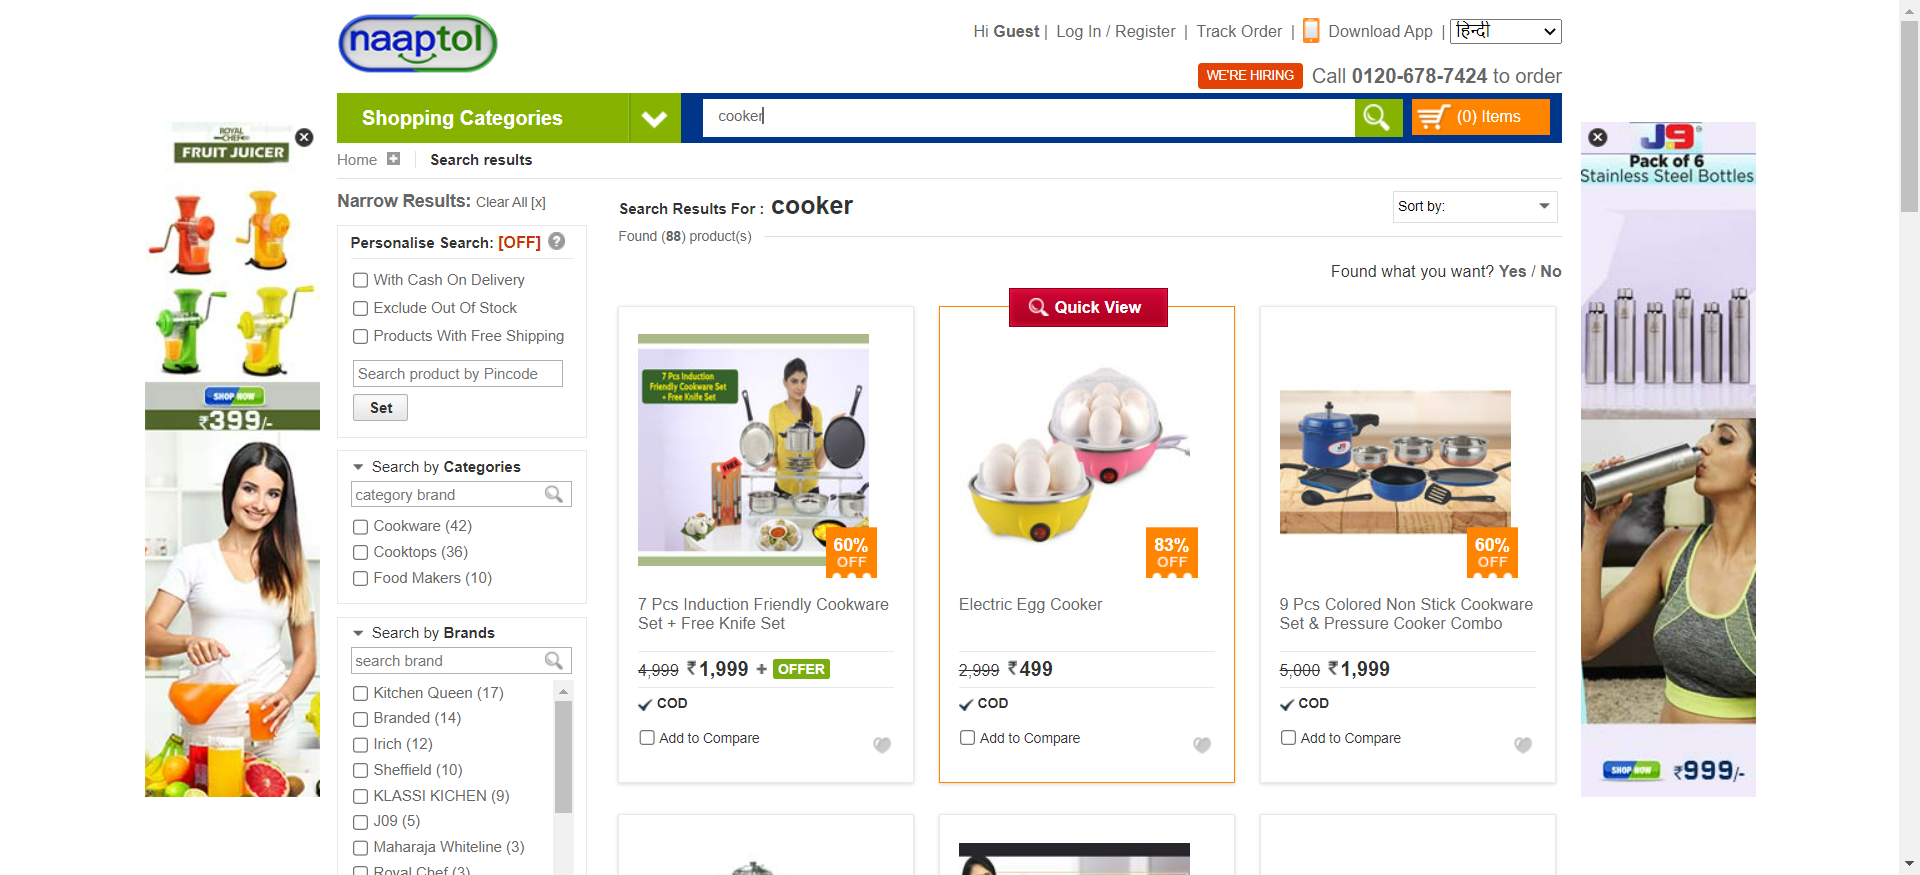 naaptol
Hi Guest | Log In / Register | Track Order | Download App | हिन्दी
WE'RE HIRING Call 0120-678-7424 to order
Shopping Categories
cooker
(0) Items
Home
Search results
ROYAL
CHEF
FRUIT JUICER
SHOP NOW
₹399/-
Narrow Results: Clear All [x]
Personalise Search: [OFF] ?
With Cash On Delivery
Exclude Out Of Stock
Products With Free Shipping
Search product by Pincode
Set
Search by Categories
category brand
Cookware (42)
Cooktops (36)
Food Makers (10)
Search by Brands
search brand
Kitchen Queen (17)
Branded (14)
Irich (12)
Sheffield (10)
KLASSI KICHEN (9)
J09 (5)
Maharaja Whiteline (3)
Royal Chef (3)
Search Results For : cooker
Sort by:
Found (88) product(s)
Found what you want? Yes / No
7 Pcs Induction
Friendly Cookware Set
+ Free Knife Set
FREE
60%
OFF
7 Pcs Induction Friendly Cookware
Set + Free Knife Set
4,999 ₹1,999 + OFFER
COD
Add to Compare
Quick View
83%
OFF
Electric Egg Cooker
2,999 ₹499
COD
Add to Compare
J9
60%
OFF
9 Pcs Colored Non Stick Cookware
Set & Pressure Cooker Combo
5,000 ₹1,999
COD
Add to Compare
J.9
Pack of 6
Stainless Steel Bottles
SHOP NOW
₹999/-